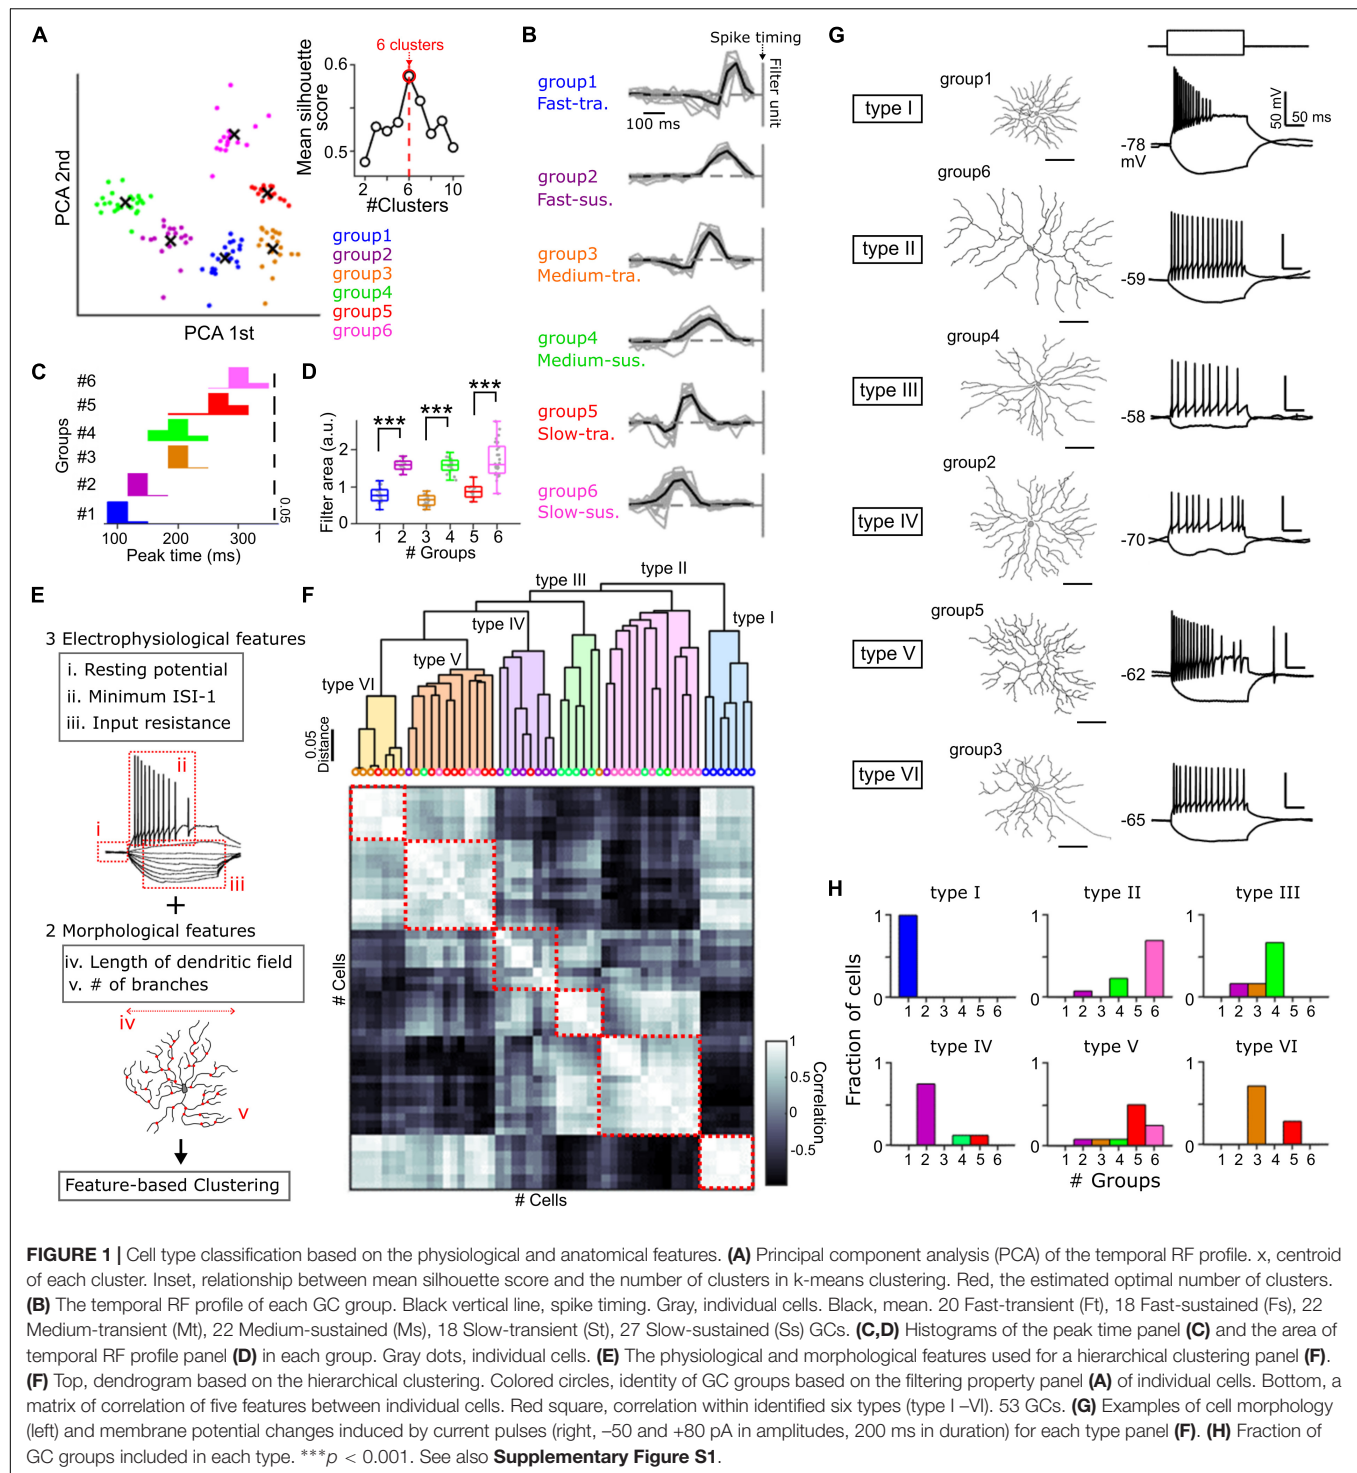 A
6 clusters
Mean silhouette
score
0.6
0.5
2
6
10
#Clusters
PCA 2nd
PCA 1st
group1
group2
group3
group4
group5
group6
B
Spike timing
Filter unit
group1
Fast-tra.
100 ms
group2
Fast-sus.
group3
Medium-tra.
group4
Medium-sus.
group5
Slow-tra.
group6
Slow-sus.
C
Groups
#6
#5
#4
#3
#2
#1
0.05
100
200
300
Peak time (ms)
D
Filter area (a.u.)
***
***
***
2
1
0
1 2 3 4 5 6
# Groups
E
3 Electrophysiological features
i. Resting potential
ii. Minimum ISI-1
iii. Input resistance
i
ii
iii
+
2 Morphological features
iv. Length of dendritic field
v. # of branches
iv
v
Feature-based Clustering
F
type II
type III
type I
type IV
type V
type VI
0.05
Distance
# Cells
# Cells
1
0.5
0
-0.5
Correlation
G
type I
group1
-78
mV
50 mV
50 ms
type II
group6
-59
type III
group4
-58
type IV
group2
-70
type V
group5
-62
type VI
group3
-65
H
Fraction of cells
type I
1
0
1 2 3 4 5 6
type II
1
0
1 2 3 4 5 6
type III
1
0
1 2 3 4 5 6
type IV
1
0
1 2 3 4 5 6
type V
1
0
1 2 3 4 5 6
type VI
1
0
1 2 3 4 5 6
# Groups
FIGURE 1 | Cell type classification based on the physiological and anatomical features. (A) Principal component analysis (PCA) of the temporal RF profile. x, centroid
of each cluster. Inset, relationship between mean silhouette score and the number of clusters in k-means clustering. Red, the estimated optimal number of clusters.
(B) The temporal RF profile of each GC group. Black vertical line, spike timing. Gray, individual cells. Black, mean. 20 Fast-transient (Ft), 18 Fast-sustained (Fs), 22
Medium-transient (Mt), 22 Medium-sustained (Ms), 18 Slow-transient (St), 27 Slow-sustained (Ss) GCs. (C,D) Histograms of the peak time panel (C) and the area of
temporal RF profile panel (D) in each group. Gray dots, individual cells. (E) The physiological and morphological features used for a hierarchical clustering panel (F).
(F) Top, dendrogram based on the hierarchical clustering. Colored circles, identity of GC groups based on the filtering property panel (A) of individual cells. Bottom, a
matrix of correlation of five features between individual cells. Red square, correlation within identified six types (type I –VI). 53 GCs. (G) Examples of cell morphology
(left) and membrane potential changes induced by current pulses (right, –50 and +80 pA in amplitudes, 200 ms in duration) for each type panel (F). (H) Fraction of
GC groups included in each type. ***p < 0.001. See also Supplementary Figure S1.